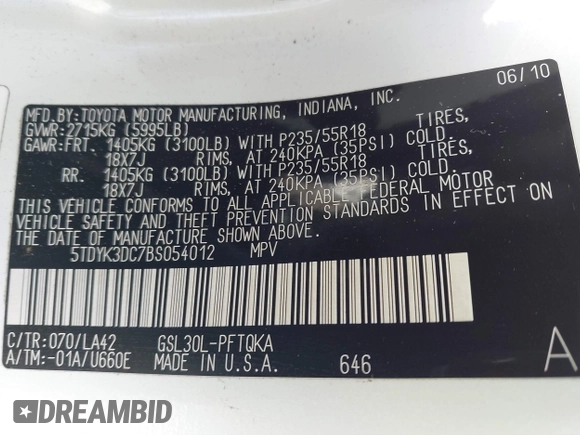 06/10
MFD.BY:TOYOTA MOTOR MANUFACTURING, INDIANA, INC.
GVWR:2715KG (5995LB)
GAWR:FRT. 1405KG (3100LB) WITH P235/55R18 TIRES,
18X7J RIMS, AT 240KPA (35PSI) COLD.
RR. 1405KG (3100LB) WITH P235/55R18 TIRES,
18X7J RIMS, AT 240KPA (35PSI) COLD.
THIS VEHICLE CONFORMS TO ALL APPLICABLE FEDERAL MOTOR
VEHICLE SAFETY AND THEFT PREVENTION STANDARDS IN EFFECT ON
THE DATE OF MANUFACTURE SHOWN ABOVE.
5TDYK3DC7BS054012 MPV
C/TR:070/LA42 GSL30L-PFTQKA
A/TM:-01A/U660E MADE IN U.S.A. 646 A
DREAMBID